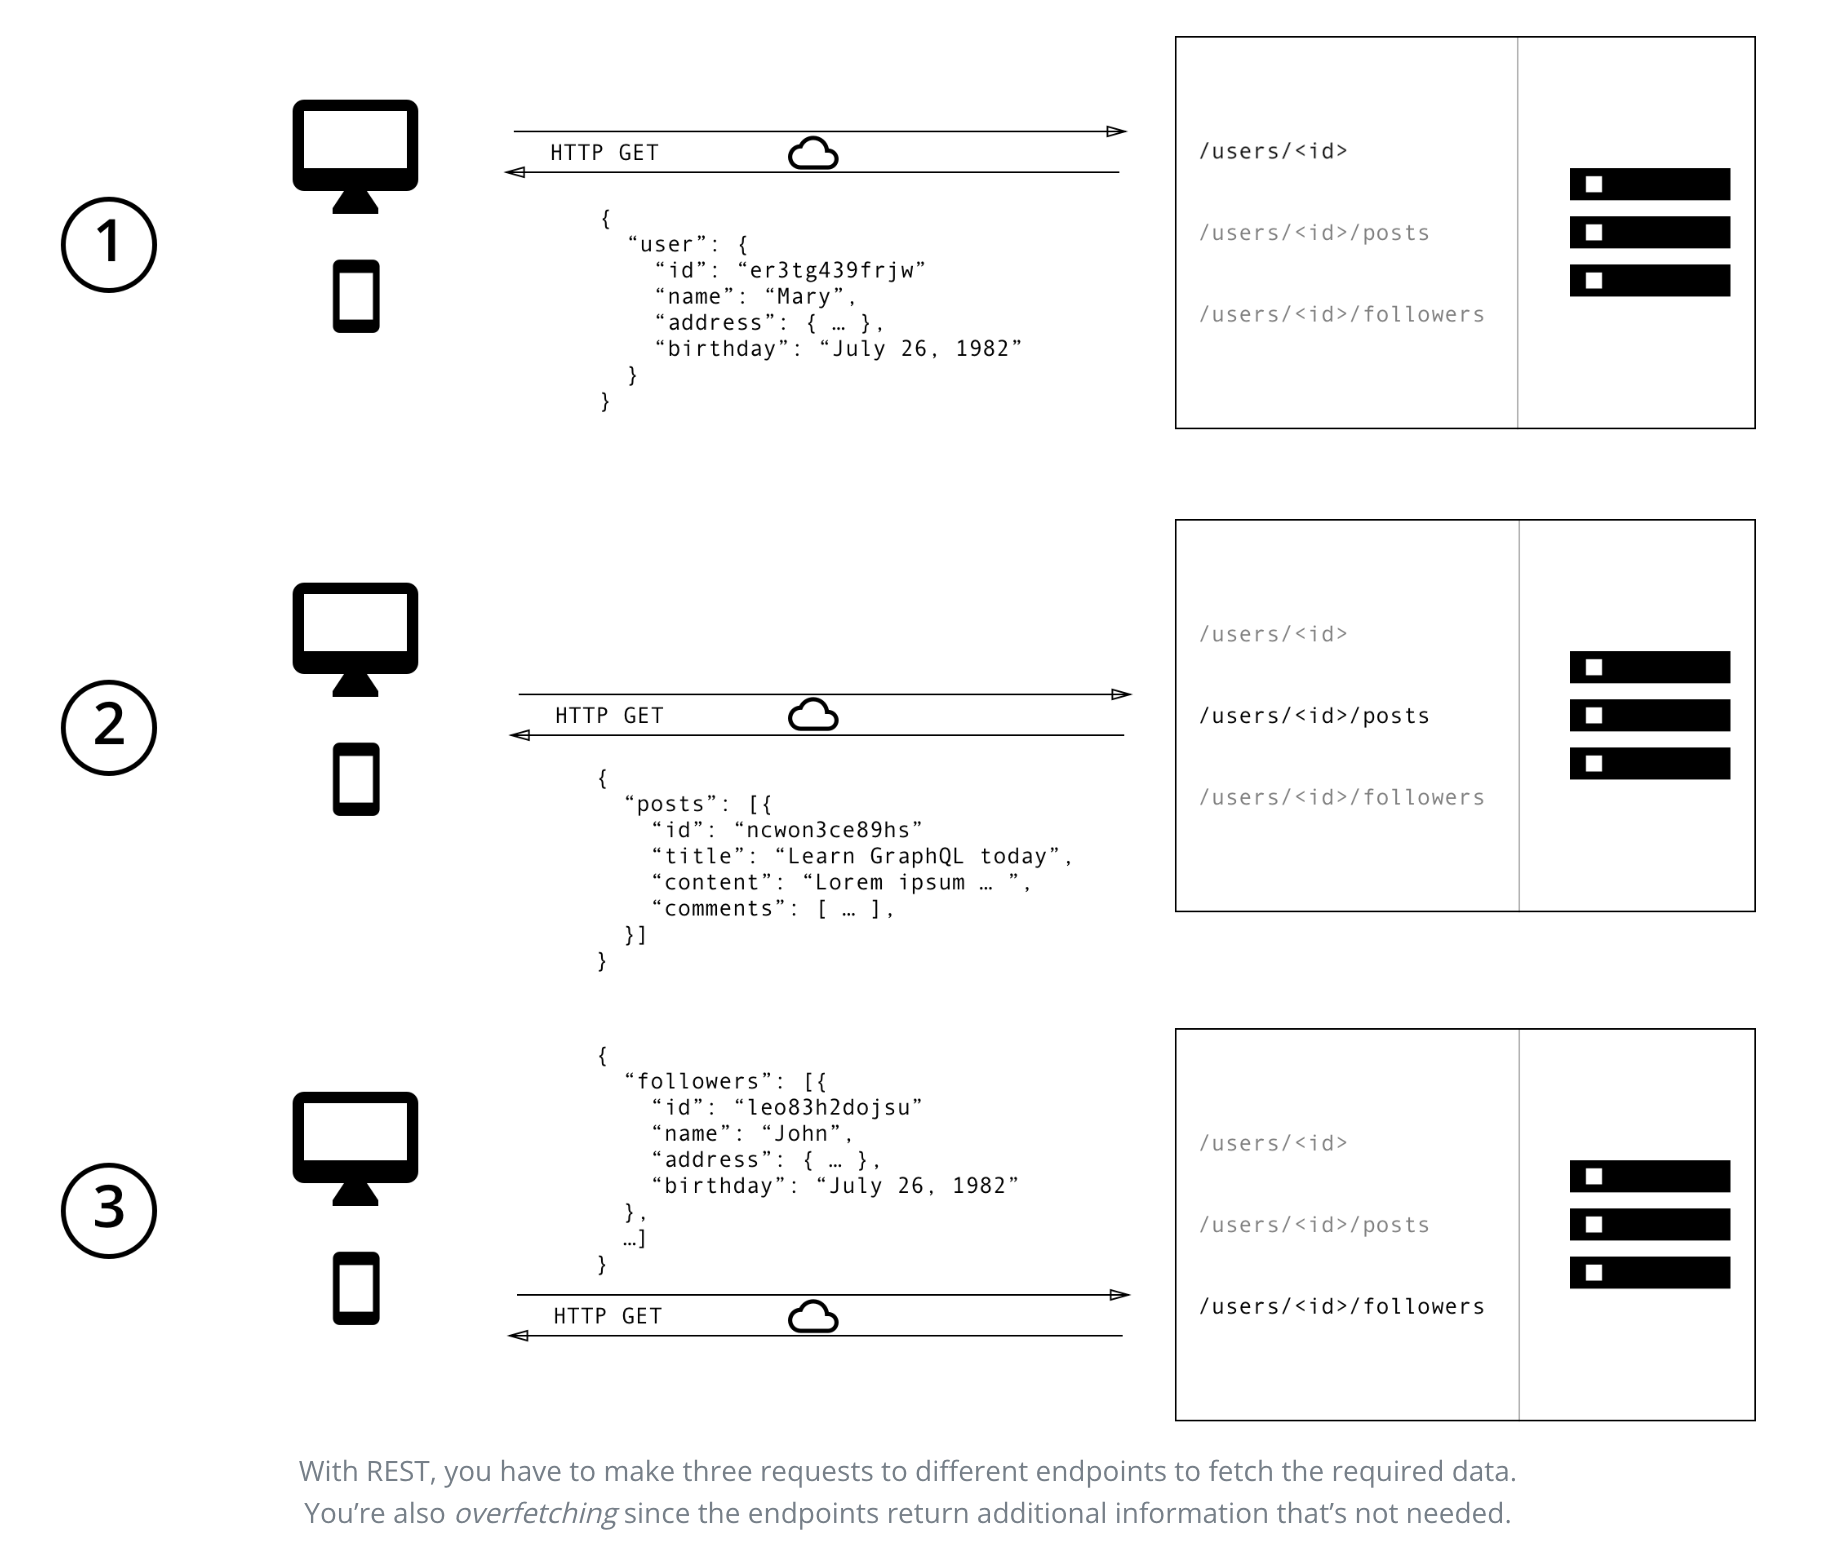 1
HTTP GET
{
“user”: {
“id”: “er3tg439frjw”
“name”: “Mary”,
“address”: { … },
“birthday”: “July 26, 1982”
}
}
/users/<id>
/users/<id>/posts
/users/<id>/followers
2
HTTP GET
{
“posts”: [{
“id”: “ncwon3ce89hs”
“title”: “Learn GraphQL today”,
“content”: “Lorem ipsum … ”,
“comments”: [ … ],
}]
}
/users/<id>
/users/<id>/posts
/users/<id>/followers
3
{
“followers”: [{
“id”: “leo83h2dojsu”
“name”: “John”,
“address”: { … },
“birthday”: “July 26, 1982”
},
…]
}
HTTP GET
/users/<id>
/users/<id>/posts
/users/<id>/followers
With REST, you have to make three requests to different endpoints to fetch the required data.
You’re also overfetching since the endpoints return additional information that’s not needed.